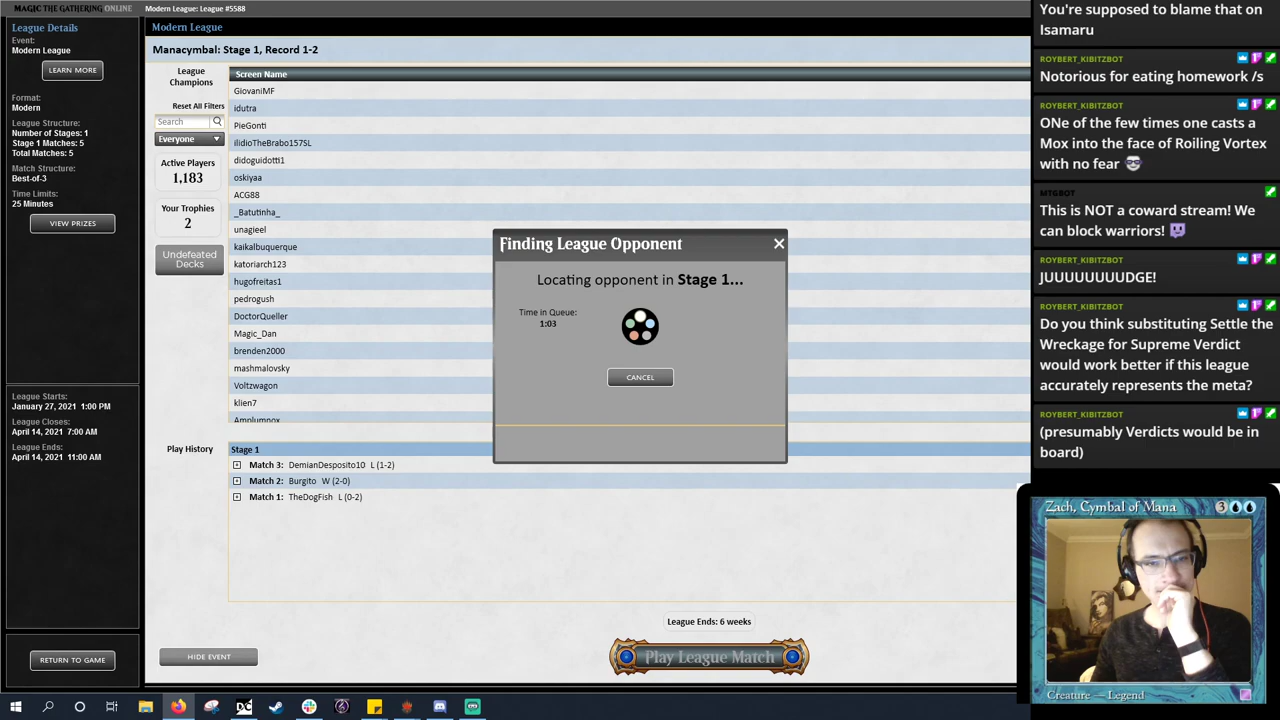 MAGIC THE GATHERING ONLINE
Modern League: League #5588
League Details
Event:
Modern League
LEARN MORE
Format:
Modern
League Structure:
Number of Stages: 1
Stage 1 Matches: 5
Total Matches: 5
Match Structure:
Best-of-3
Time Limits:
25 Minutes
VIEW PRIZES
League Starts:
January 27, 2021 1:00 PM
League Closes:
April 14, 2021 7:00 AM
League Ends:
April 14, 2021 11:00 AM
RETURN TO GAME
Modern League
Manacymbal: Stage 1, Record 1-2
League
Champions
Reset All Filters
Search
Everyone
Active Players
1,183
Your Trophies
2
Undefeated
Decks
Screen Name
GiovaniMF
idutra
PieGonti
ilidioTheBrabo157SL
didoguidotti1
oskiyaa
ACG88
_Batutinha_
unagieel
kaikalbuquerque
katoriarch123
hugofreitas1
pedrogush
DoctorQueller
Magic_Dan
brenden2000
mashmalovsky
Voltzwagon
klien7
Amplumnox
Finding League Opponent
Locating opponent in Stage 1...
Time in Queue:
1:03
CANCEL
Play History
Stage 1
Match 3: DemianDesposito10 L (1-2)
Match 2: Burgito W (2-0)
Match 1: TheDogFish L (0-2)
League Ends: 6 weeks
HIDE EVENT
Play League Match
You're supposed to blame that on
Isamaru
ROYBERT_KIBITZBOT
Notorious for eating homework /s
ROYBERT_KIBITZBOT
ONe of the few times one casts a
Mox into the face of Roiling Vortex
with no fear
MTGBOT
This is NOT a coward stream! We
can block warriors!
ROYBERT_KIBITZBOT
JUUUUUUUDGE!
ROYBERT_KIBITZBOT
Do you think substituting Settle the
Wreckage for Supreme Verdict
would work better if this league
accurately represents the meta?
ROYBERT_KIBITZBOT
(presumably Verdicts would be in
board)
Zach, Cymbal of Mana 3
Creature — Legend